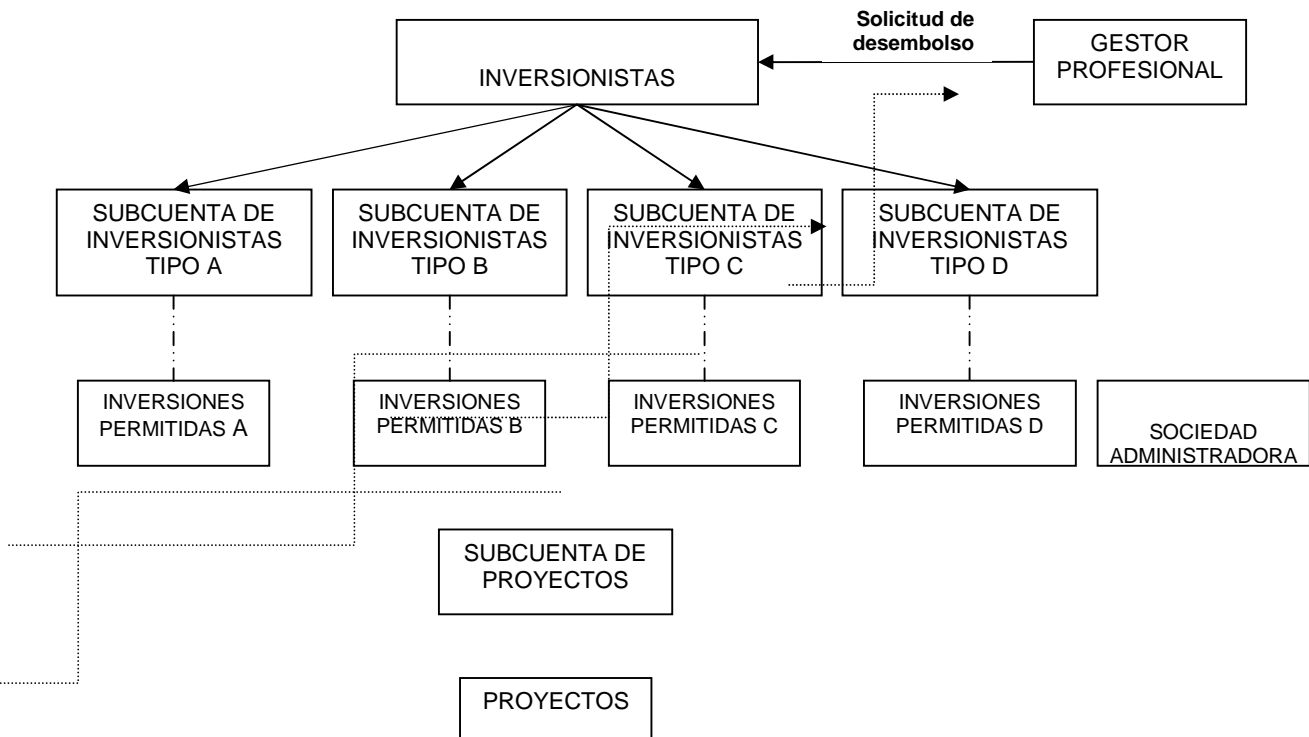 Solicitud de
desembolso
INVERSIONISTAS
GESTOR
PROFESIONAL
SUBCUENTA DE
INVERSIONISTAS
TIPO A
SUBCUENTA DE
INVERSIONISTAS
TIPO B
SUBCUENTA DE
INVERSIONISTAS
TIPO C
SUBCUENTA DE
INVERSIONISTAS
TIPO D
INVERSIONES
PERMITIDAS A
INVERSIONES
PERMITIDAS B
INVERSIONES
PERMITIDAS C
INVERSIONES
PERMITIDAS D
SOCIEDAD
ADMINISTRADORA
SUBCUENTA DE
PROYECTOS
PROYECTOS